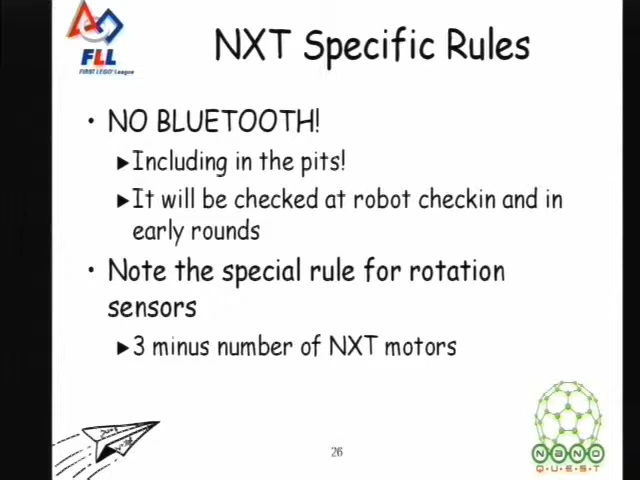 FLL
FIRST LEGO League
NXT Specific Rules
• NO BLUETOOTH!
▶Including in the pits!
▶It will be checked at robot checkin and in
early rounds
• Note the special rule for rotation
sensors
▶3 minus number of NXT motors
26
NANO
QUEST